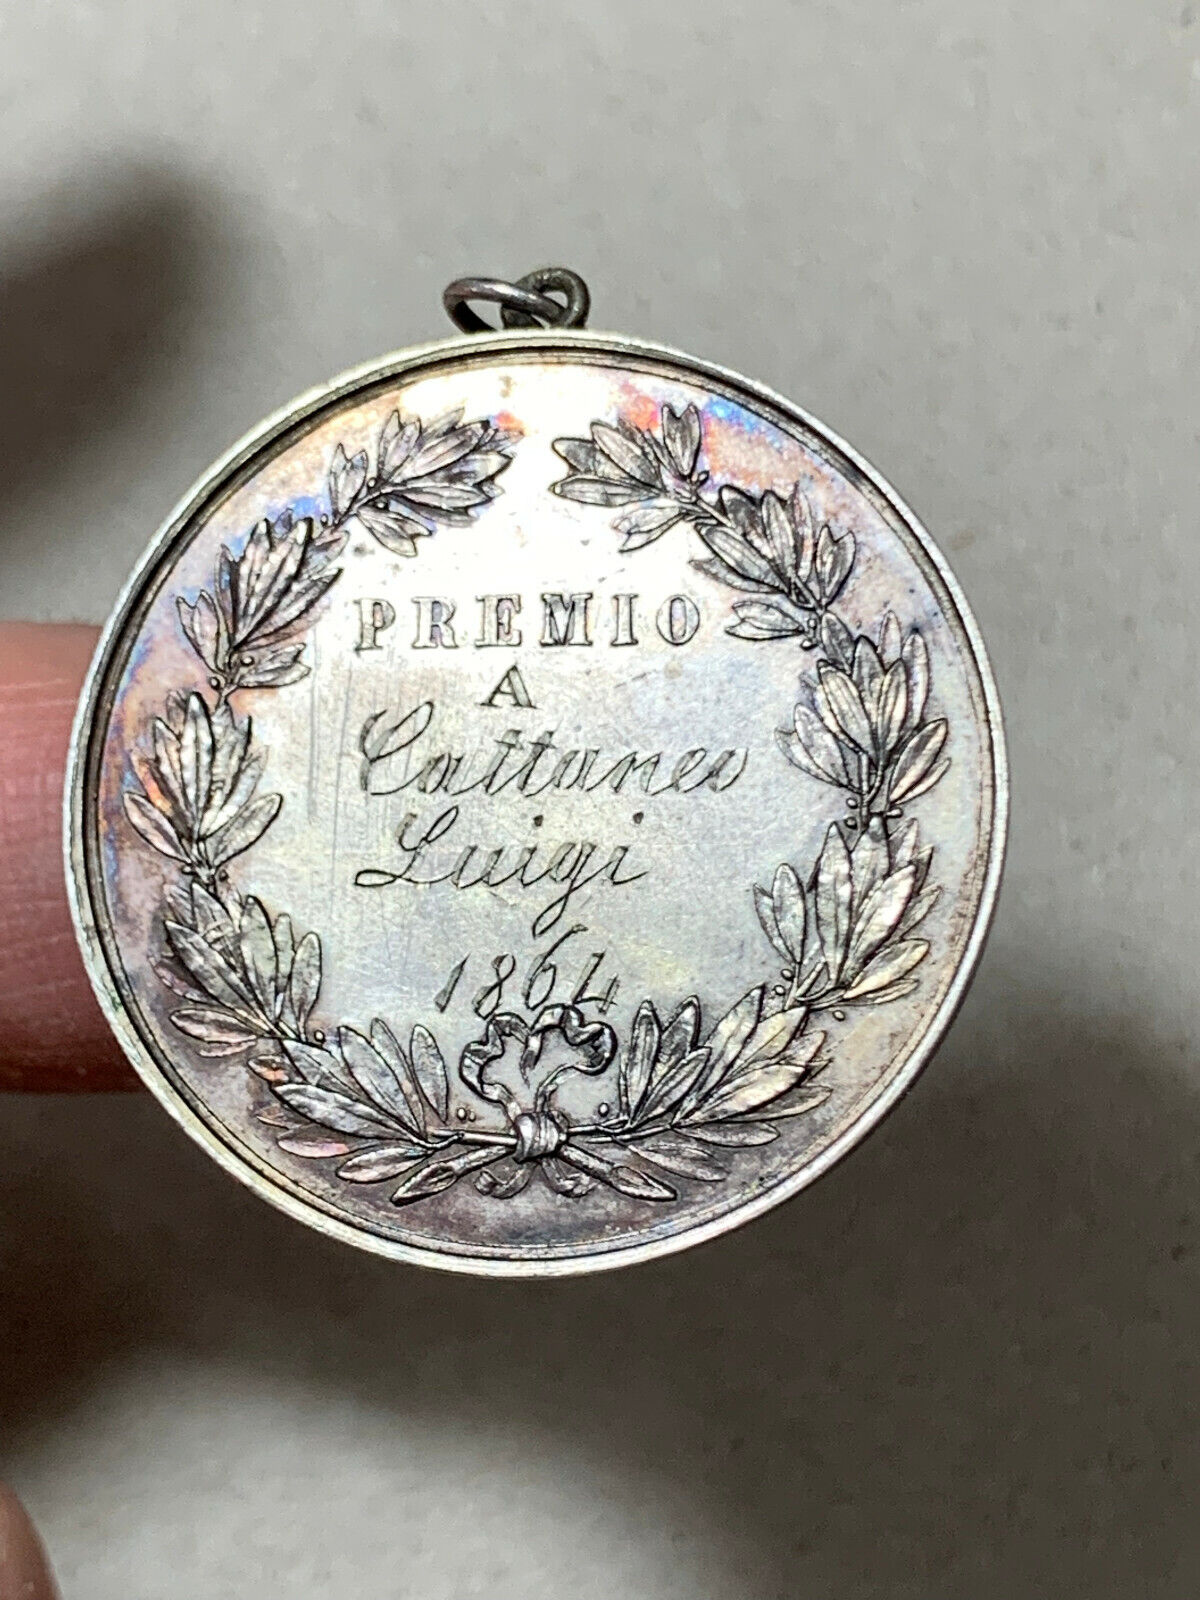 PREMIO
A
Cattaneo
Luigi
1864